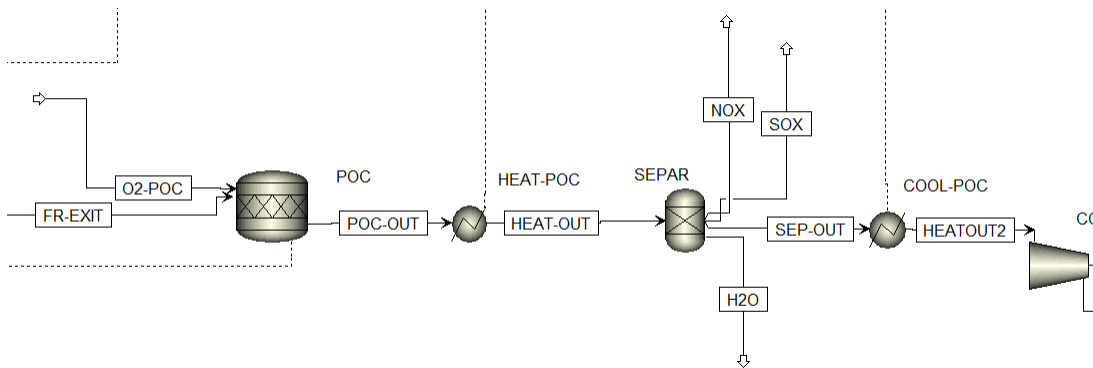 NOX
SOX
POC
HEAT-POC
SEPAR
COOL-POC
O2-POC
FR-EXIT
POC-OUT
HEAT-OUT
SEP-OUT
HEATOUT2
CO
H2O